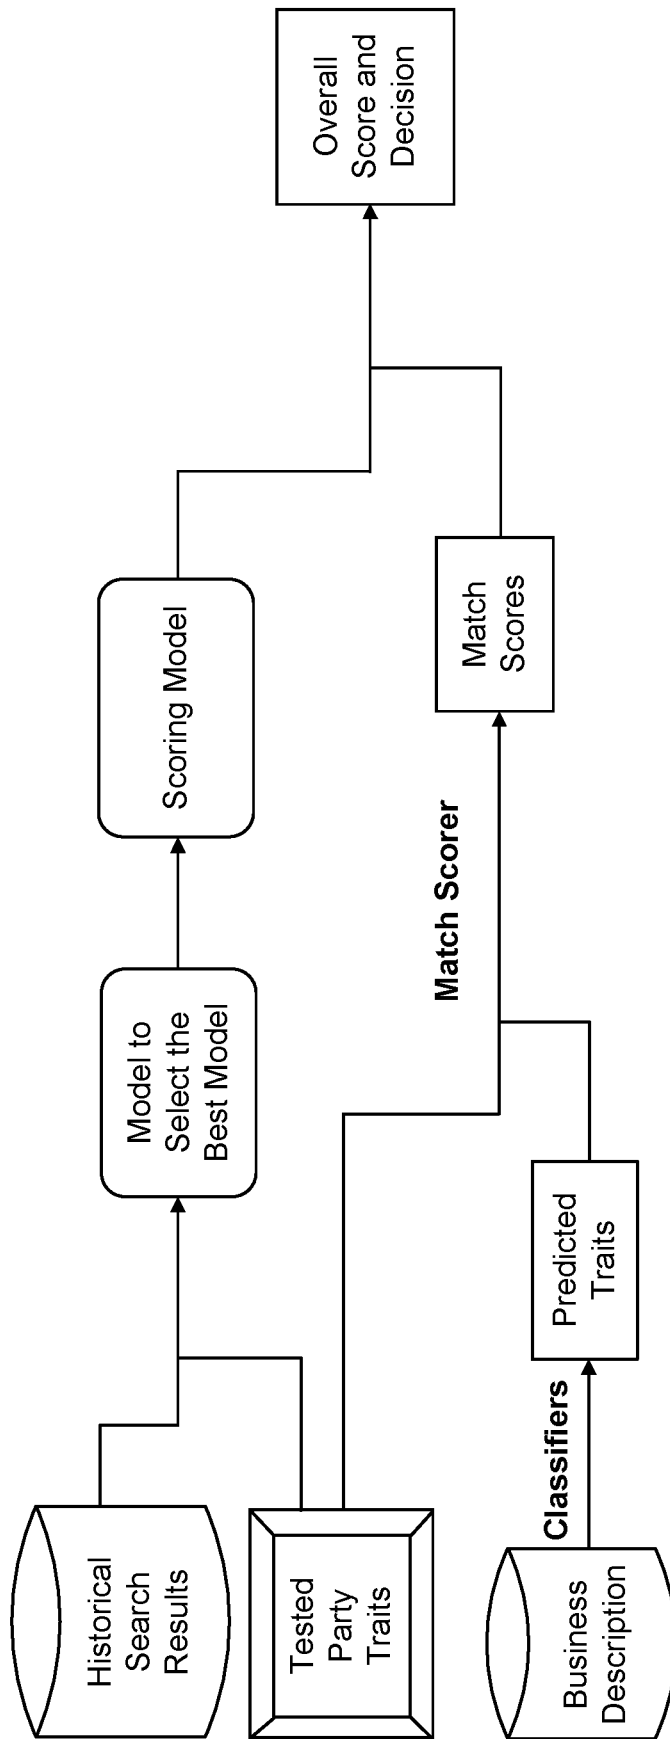 Historical
Search
Results
Tested
Party
Traits
Business
Description
Classifiers
Predicted
Traits
Model to
Select the
Best Model
Match Scorer
Scoring Model
Match
Scores
Overall
Score and
Decision